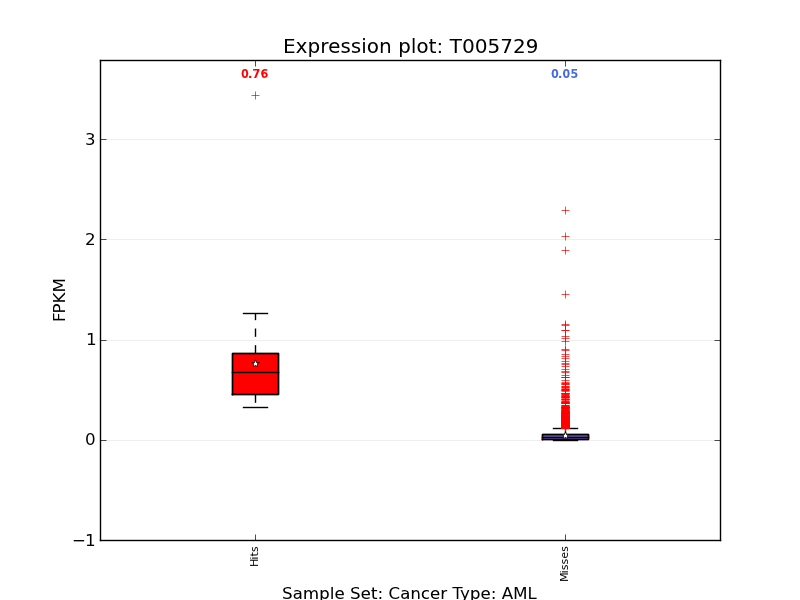 Expression plot: T005729
0.76
0.05
3
2
1
0
−1
FPKM
Hits
Misses
Sample Set: Cancer Type: AML